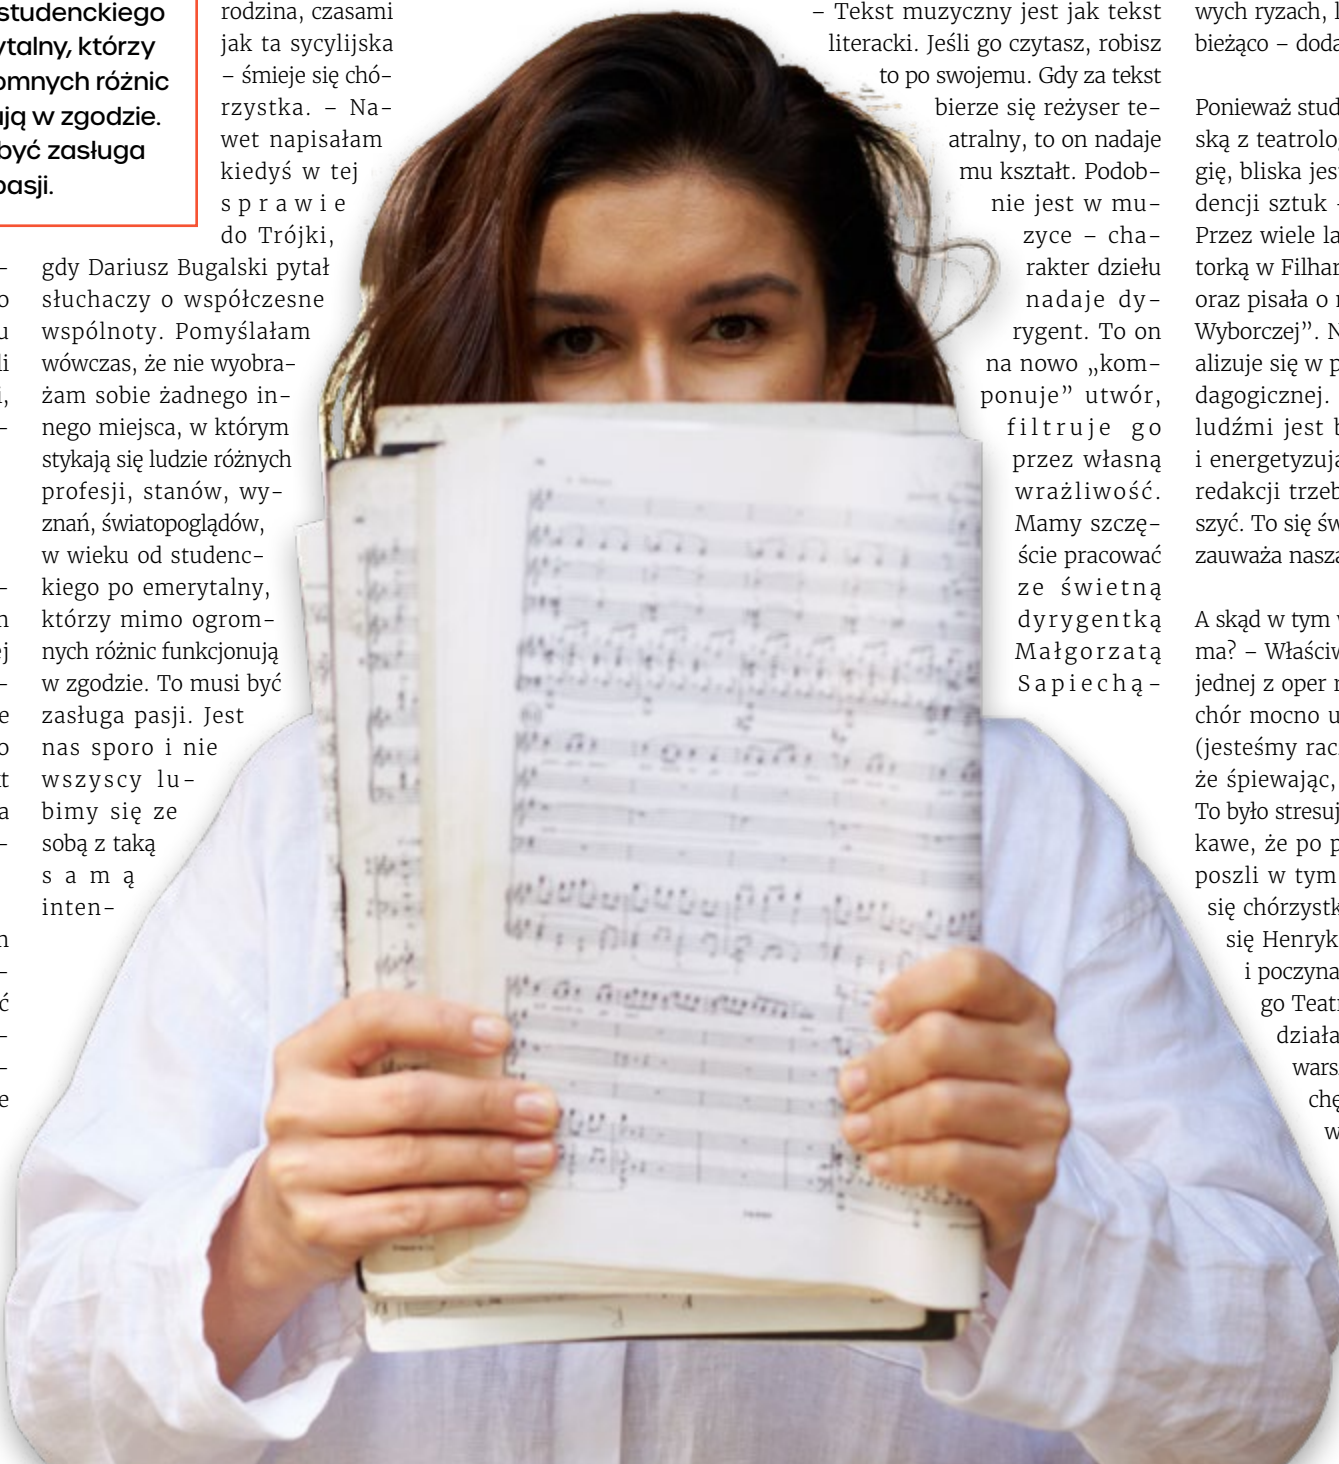 studenckiego
ytalny, którzy
omnych różnic
ują w zgodzie.
być zasługa
pasji.
–
o
u
li
i,
–
–
n
ej
–
e
o
kt
a
–
n
–
ć
–
–
e
rodzina, czasami
jak ta sycylijska
– śmieje się chó-
rzystka. – Na-
wet napisałam
kiedyś w tej
sprawie
do Trójki,
gdy Dariusz Bugalski pytał
słuchaczy o współczesne
wspólnoty. Pomyślałam
wówczas, że nie wyobra-
żam sobie żadnego in-
nego miejsca, w którym
stykają się ludzie różnych
profesji, stanów, wy-
znań, światopoglądów,
w wieku od studenc-
kiego po emerytalny,
którzy mimo ogrom-
nych różnic funkcjonują
w zgodzie. To musi być
zasługa pasji. Jest
nas sporo i nie
wszyscy lu-
bimy się ze
sobą z taką
samą
inten-
– Tekst muzyczny jest jak tekst
literacki. Jeśli go czytasz, robisz
to po swojemu. Gdy za tekst
bierze się reżyser te-
atralny, to on nadaje
mu kształt. Podob-
nie jest w mu-
zyce – cha-
rakter dziełu
nadaje dy-
rygent. To on
na nowo „kom-
ponuje” utwór,
filtruje go
przez własną
wrażliwość.
Mamy szczę-
ście pracować
ze świetną
dyrygentką
Małgorzatą
Sapiechą-
wych ryzach, l
bieżąco – doda
Ponieważ stud
ską z teatrolog
gię, bliska jest
dencji sztuk –
Przez wiele la
torką w Filhar
oraz pisała o m
Wyborczej”. N
alizuje się w p
dagogicznej.
ludźmi jest b
i energetyzują
redakcji trzeb
szyć. To się św
zauważa nasza
A skąd w tym w
ma? – Właściw
jednej z oper m
chór mocno u
(jesteśmy racz
że śpiewając,
To było stresuj
kawe, że po p
poszli w tym
się chórzystk
się Henryk
i poczyna
go Teatr
działa
wars
chę
w